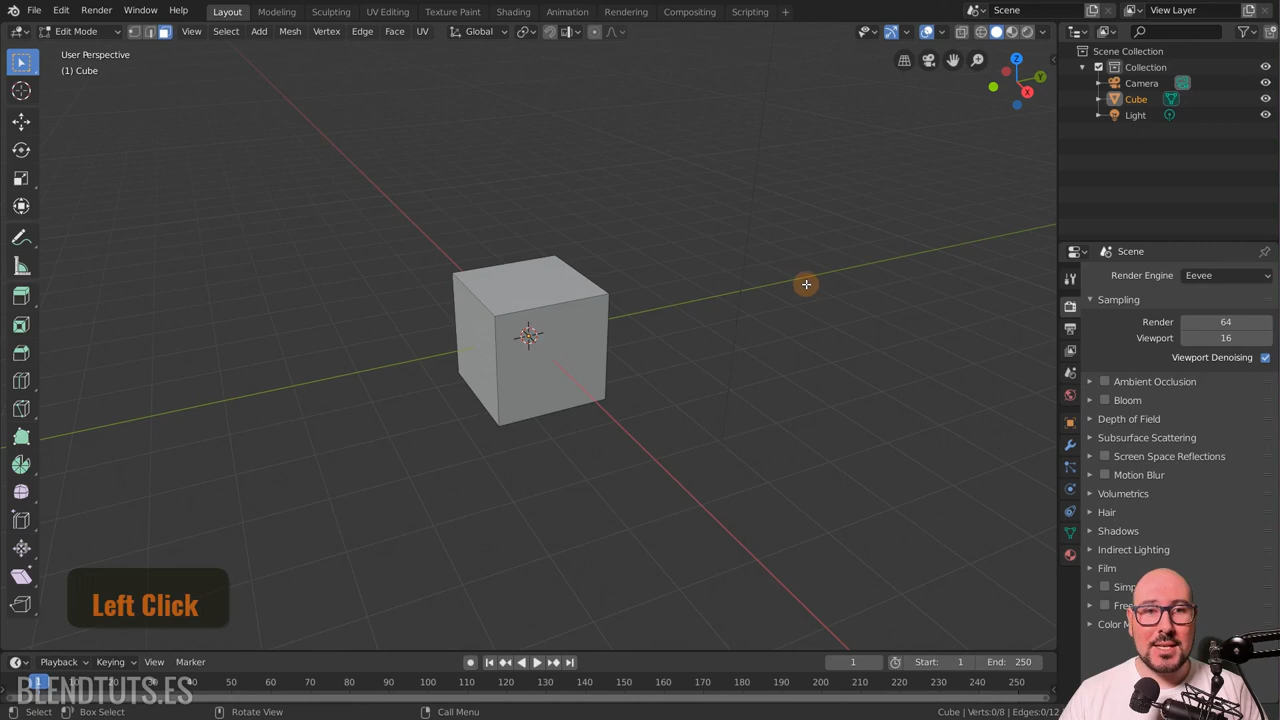 File Edit Render Window Help Layout Modeling Sculpting UV Editing Texture Paint Shading Animation Rendering Compositing Scripting + Scene View Layer
Edit Mode View Select Add Mesh Vertex Edge Face UV Global
User Perspective
(1) Cube
Z
Y
X
Scene Collection
Collection
Camera
Cube
Light
Scene
Render Engine Eevee
Sampling
Render 64
Viewport 16
Viewport Denoising
Ambient Occlusion
Bloom
Depth of Field
Subsurface Scattering
Screen Space Reflections
Motion Blur
Volumetrics
Hair
Shadows
Indirect Lighting
Film
Left Click
Playback Keying View Marker 1 Start: 1 End: 250
1 10 20 30 40 50 60 70 80 90 100 110 120 130 140 150 160 170 180 190 200 210 220 230 240 250
BLENDTUTS.ES
Select Box Select Rotate View Call Menu Cube | Verts:0/8 | Edges:0/12